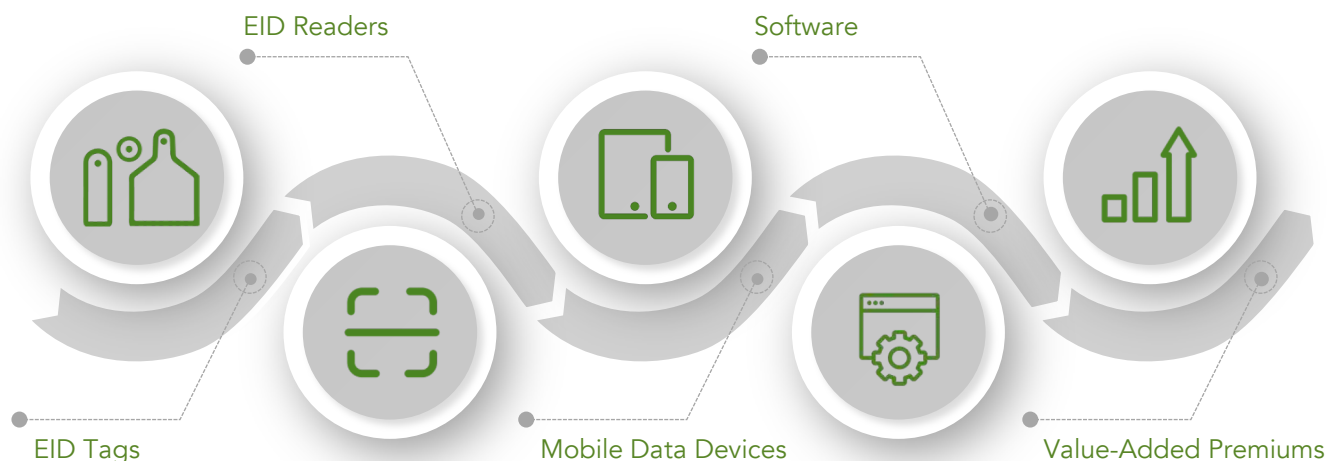 EID Readers
Software
EID Tags
Mobile Data Devices
Value-Added Premiums